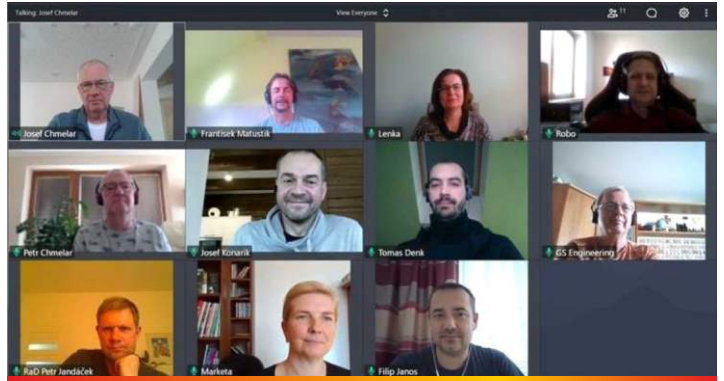 Talking: Josef Chmelar
View Everyone
11
Josef Chmelar
Frantisek Matustik
Lenka
Robo
Petr Chmelar
Josef Konarik
Tomas Denk
GS Engineering
RaD Petr Jandáček
Marketa
Filip Janos